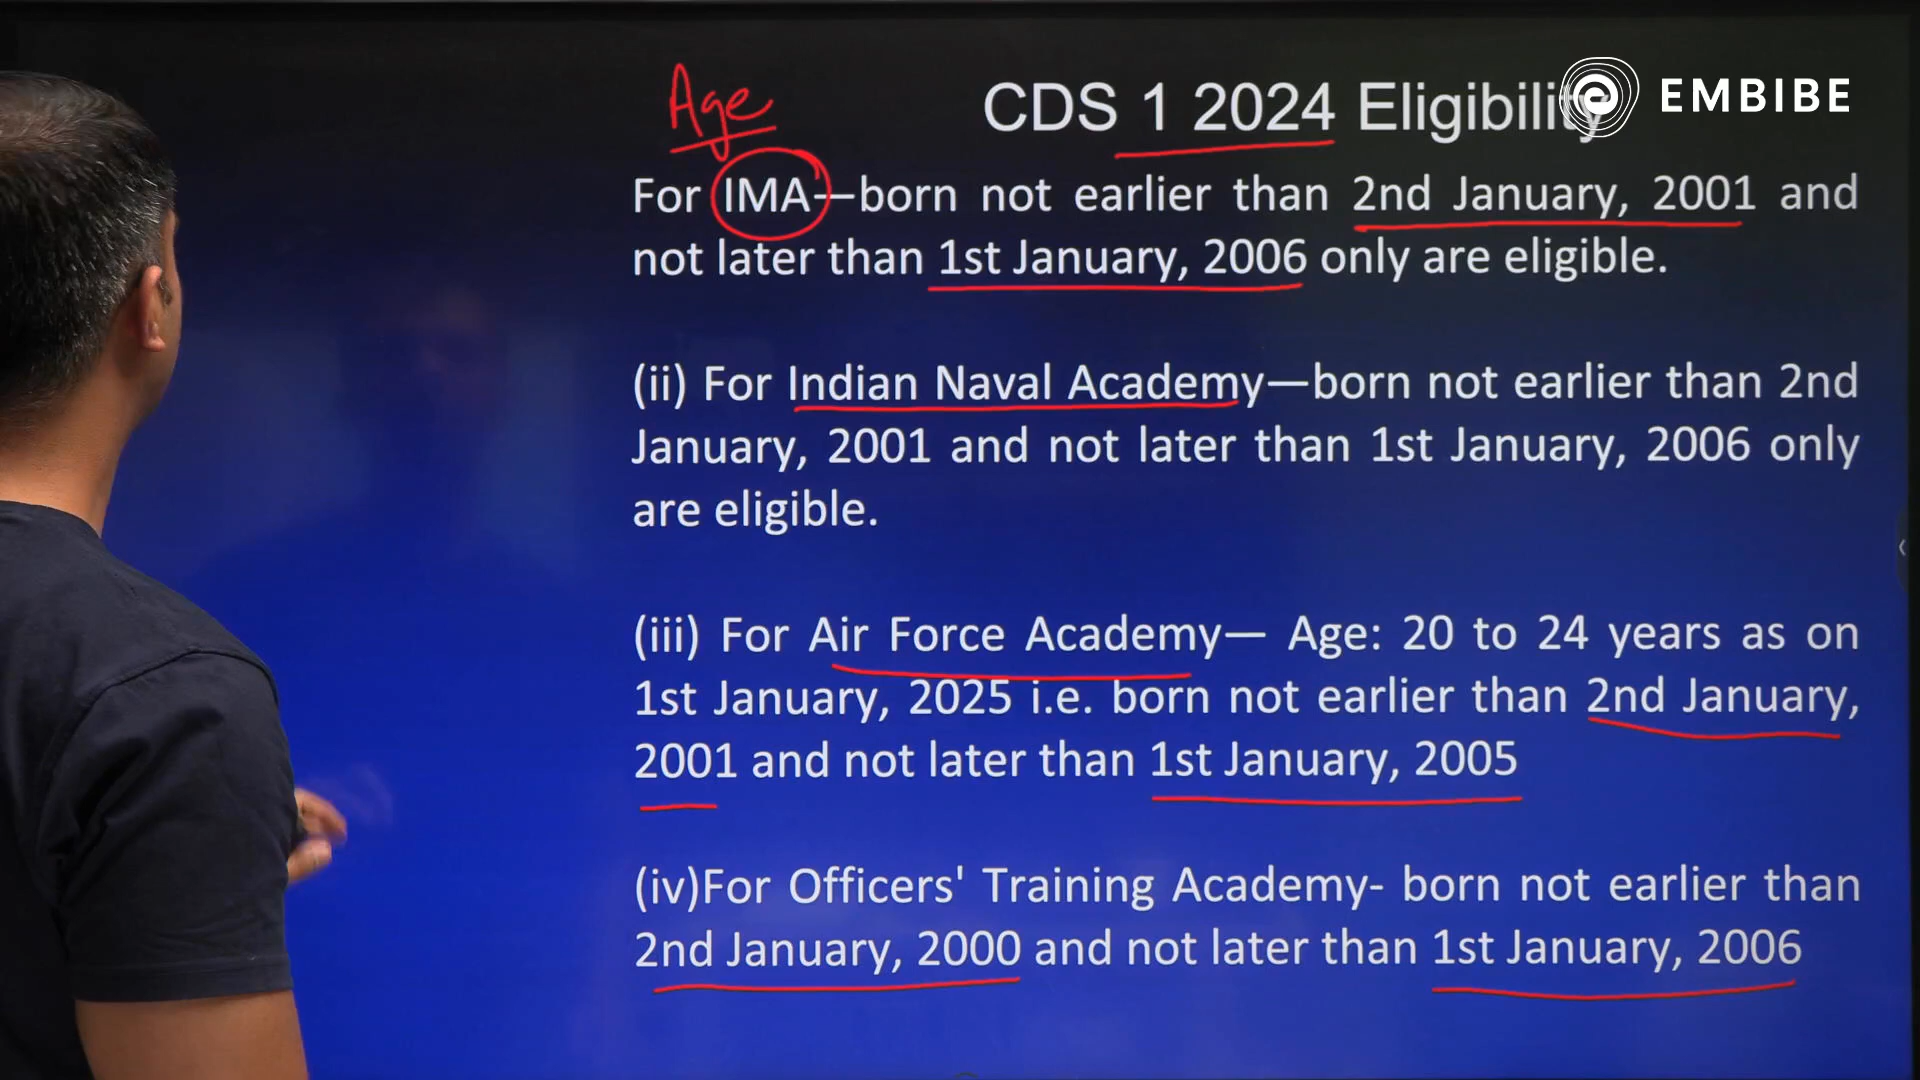 Age
CDS 1 2024 Eligibility
EMBIBE
For IMA—born not earlier than 2nd January, 2001 and
not later than 1st January, 2006 only are eligible.
(ii) For Indian Naval Academy—born not earlier than 2nd
January, 2001 and not later than 1st January, 2006 only
are eligible.
(iii) For Air Force Academy— Age: 20 to 24 years as on
1st January, 2025 i.e. born not earlier than 2nd January,
2001 and not later than 1st January, 2005
(iv)For Officers' Training Academy- born not earlier than
2nd January, 2000 and not later than 1st January, 2006